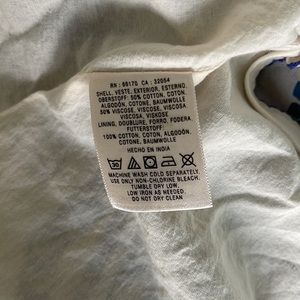 RN : 66170 CA : 32054
SHELL, VESTE, EXTERIOR, ESTERNO,
OBERSTOFF: 50% COTTON, COTON,
ALGODÓN, COTONE, BAUMWOLLE
50% VISCOSE, VISCOSE, VISCOSA
VISCOSA, VISKOSE
LINING, DOUBLURE, FORRO, FODERA,
FUTTERSTOFF:
100% COTTON, COTON, ALGODÓN,
COTONE, BAUMWOLLE
HECHO EN INDIA
30
MACHINE WASH COLD SEPARATELY.
USE ONLY NON-CHLORINE BLEACH.
TUMBLE DRY LOW.
LOW IRON AS NEEDED.
DO NOT DRY CLEAN